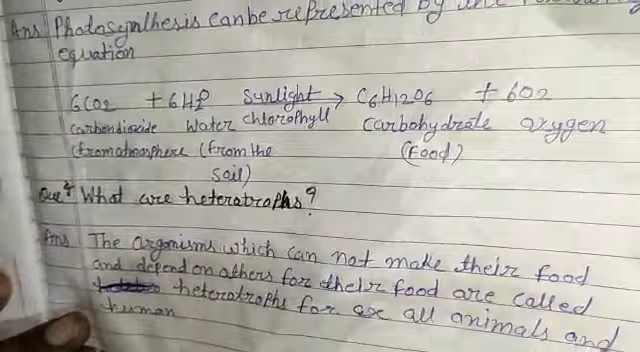 Ans Photosynthesis can be represented by the
equation
6CO2 + 6H2O Sunlight > C6H12O6 + 6O2
Carbondioxide Water chlorophyll Carbohydrate oxygen
(from atmosphere (from the (Food)
soil)
Que 4 What are heterotrophs?
Ans The organisms which can not make their food
and depend on others for their food are called
heterotrophs for ex all animals and
human